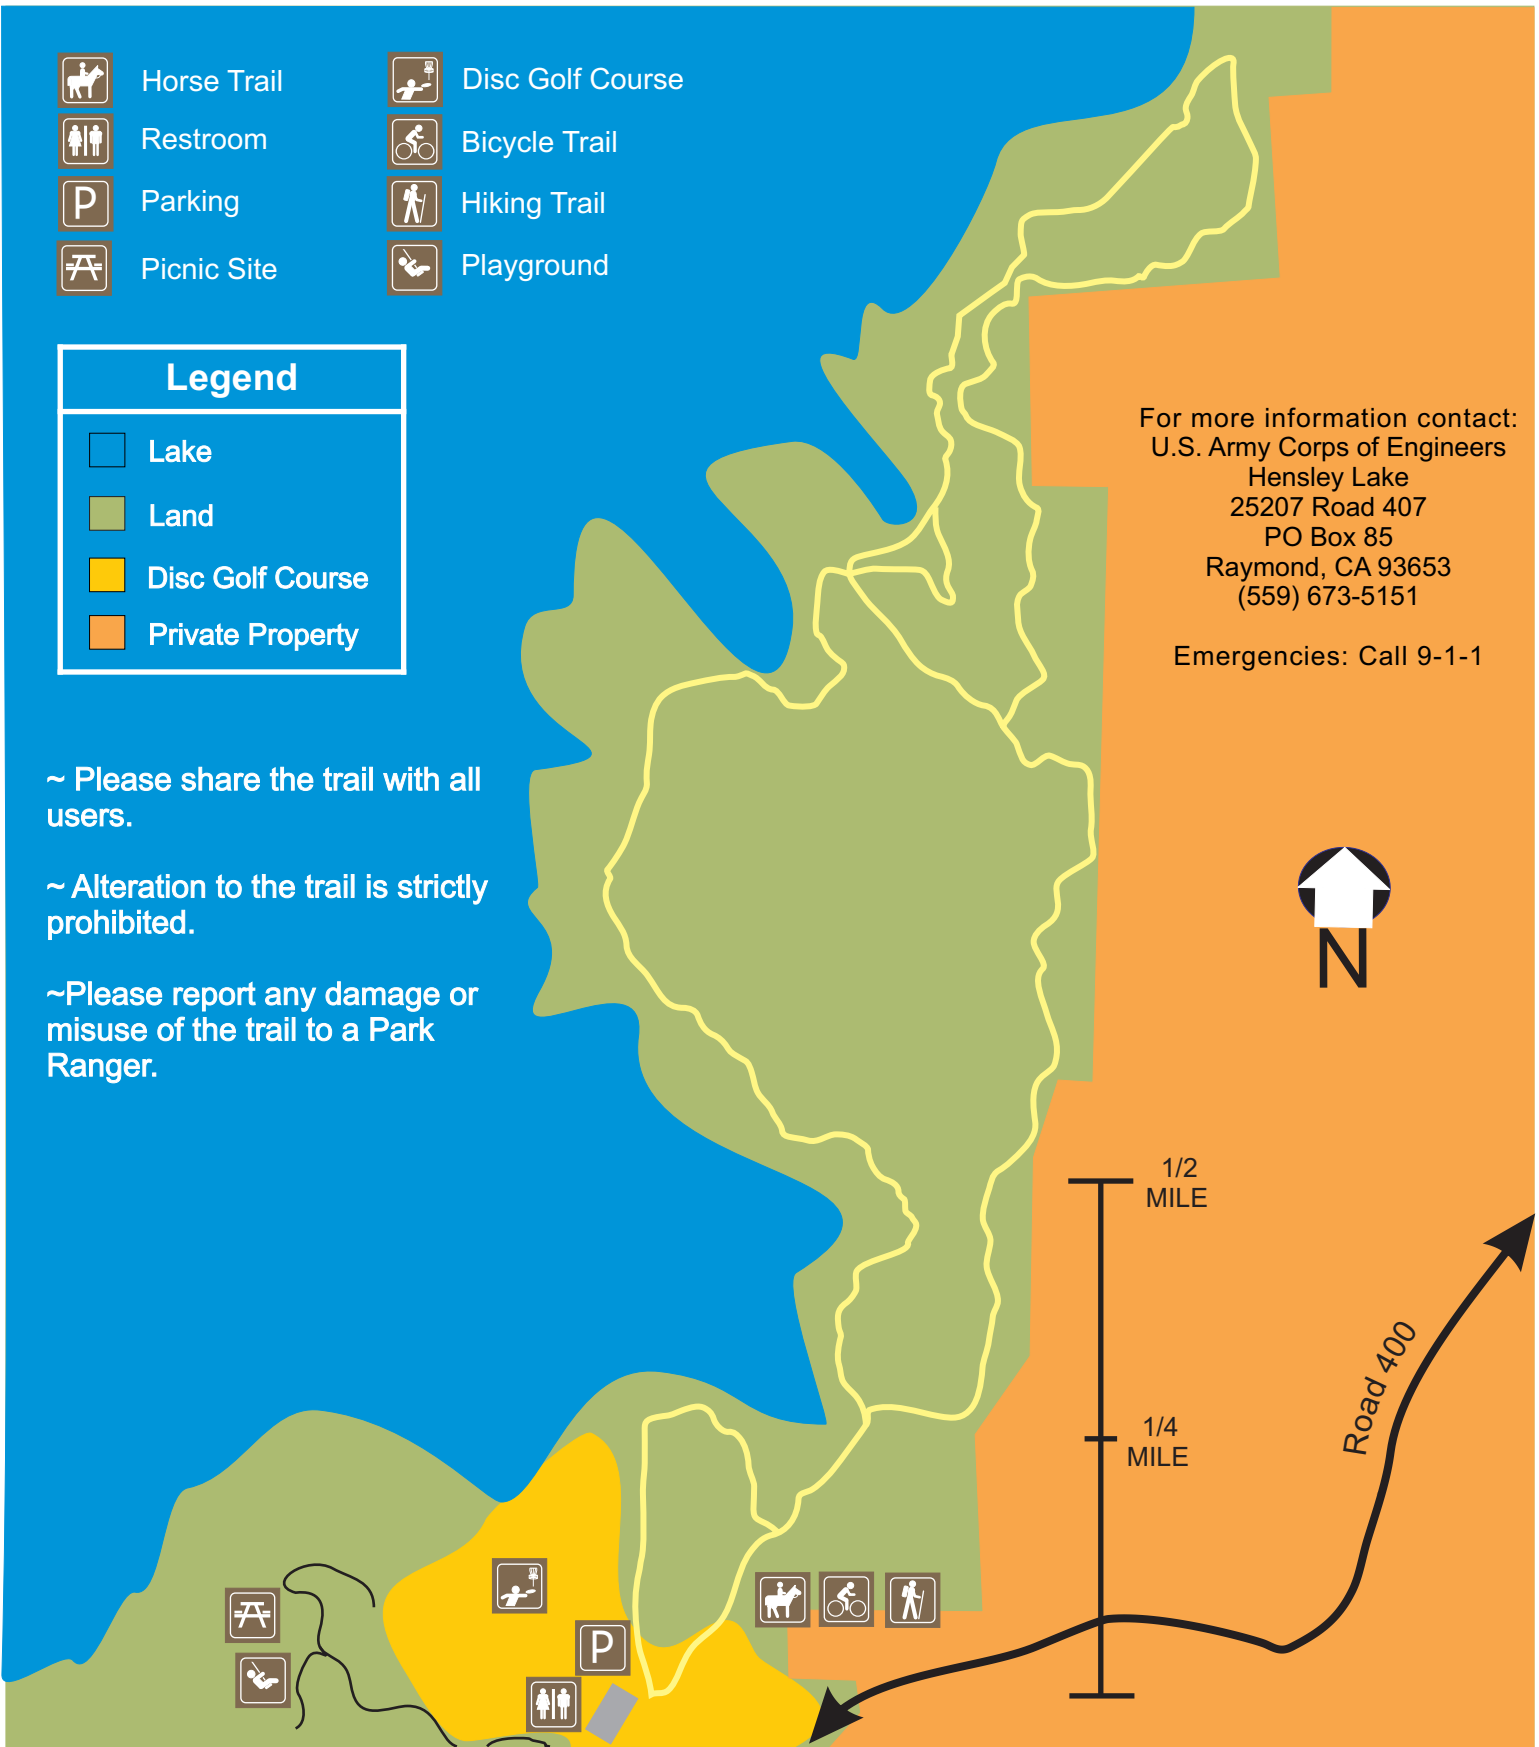 Horse Trail
Restroom
Parking
Picnic Site
Disc Golf Course
Bicycle Trail
Hiking Trail
Playground
Legend
Lake
Land
Disc Golf Course
Private Property
~ Please share the trail with all
users.
~ Alteration to the trail is strictly
prohibited.
~Please report any damage or
misuse of the trail to a Park
Ranger.
For more information contact:
U.S. Army Corps of Engineers
Hensley Lake
25207 Road 407
PO Box 85
Raymond, CA 93653
(559) 673-5151
Emergencies: Call 9-1-1
N
1/2
MILE
1/4
MILE
Road 400
P
P